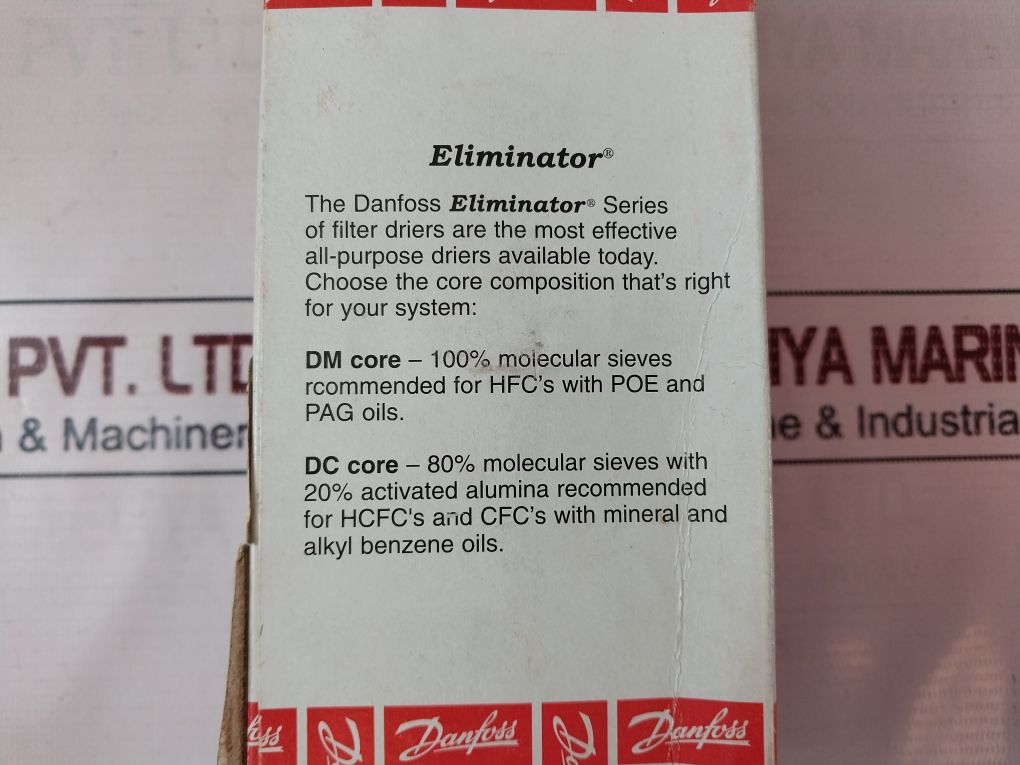 Eliminator®
The Danfoss Eliminator® Series
of filter driers are the most effective
all-purpose driers available today.
Choose the core composition that's right
for your system:
DM core – 100% molecular sieves
rcommended for HFC's with POE and
PAG oils.
DC core – 80% molecular sieves with
20% activated alumina recommended
for HCFC's and CFC's with mineral and
alkyl benzene oils.
Danfoss Danfoss
PVT. LTD
& Machiner
YA MARIN
& Industria